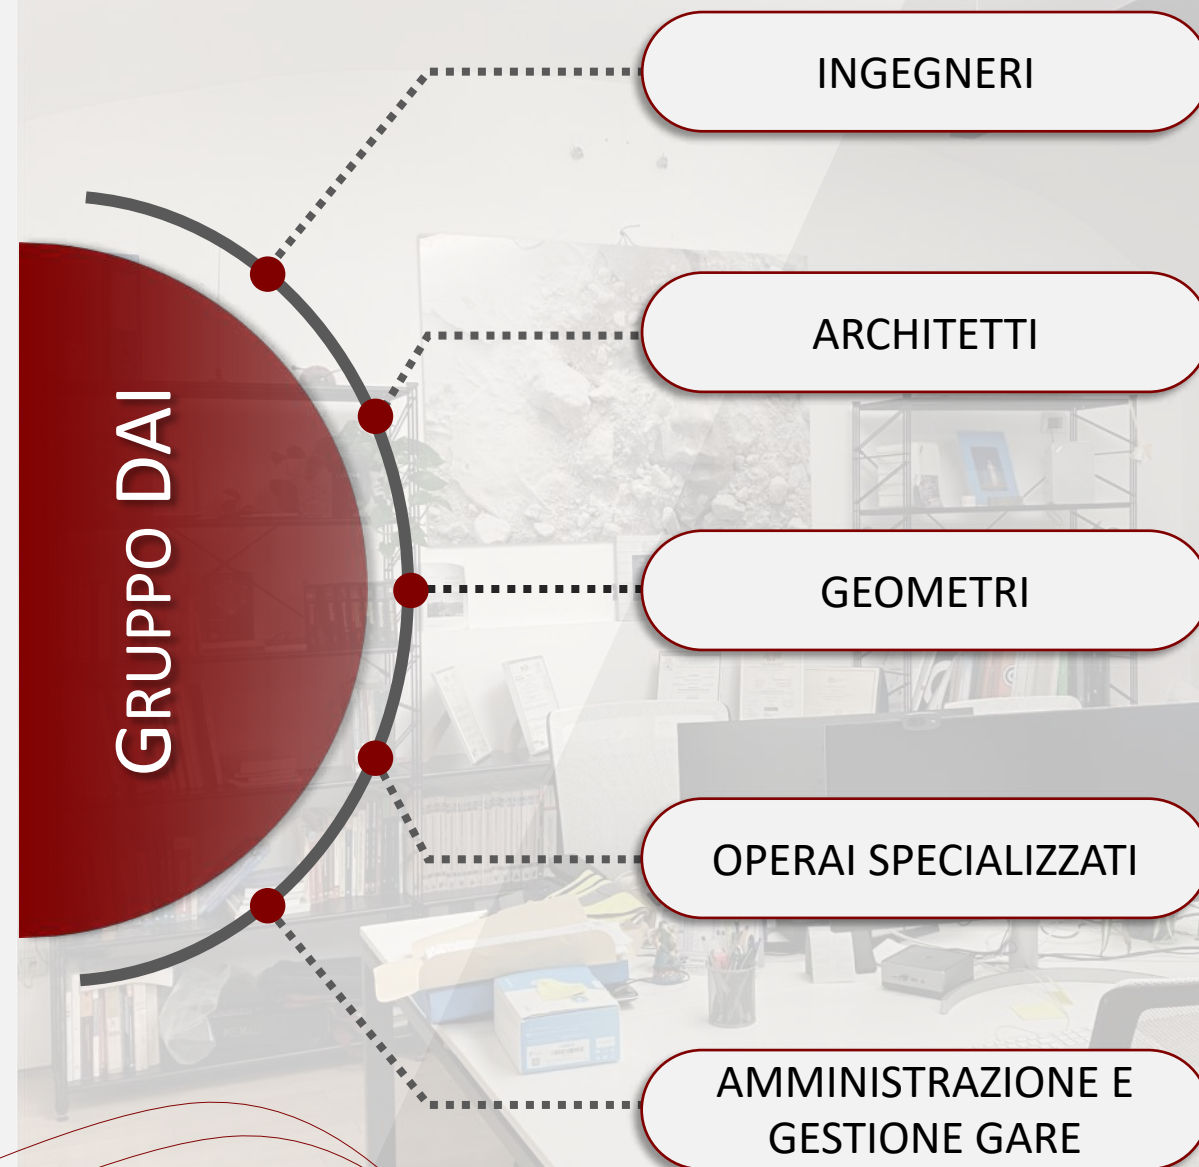 GRUPPO DAI
INGEGNERI
ARCHITETTI
GEOMETRI
OPERAI SPECIALIZZATI
AMMINISTRAZIONE E
GESTIONE GARE